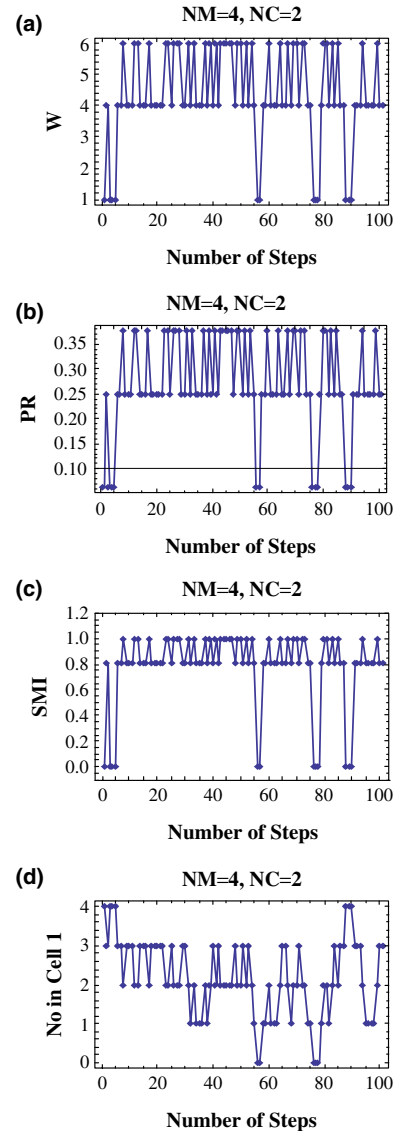 (a)
NM=4, NC=2
W
6
5
4
3
2
1
0 20 40 60 80 100
Number of Steps
(b)
NM=4, NC=2
PR
0.35
0.30
0.25
0.20
0.15
0.10
0 20 40 60 80 100
Number of Steps
(c)
NM=4, NC=2
SMI
1.2
1.0
0.8
0.6
0.4
0.2
0.0
0 20 40 60 80 100
Number of Steps
(d)
NM=4, NC=2
No in Cell 1
4
3
2
1
0
0 20 40 60 80 100
Number of Steps